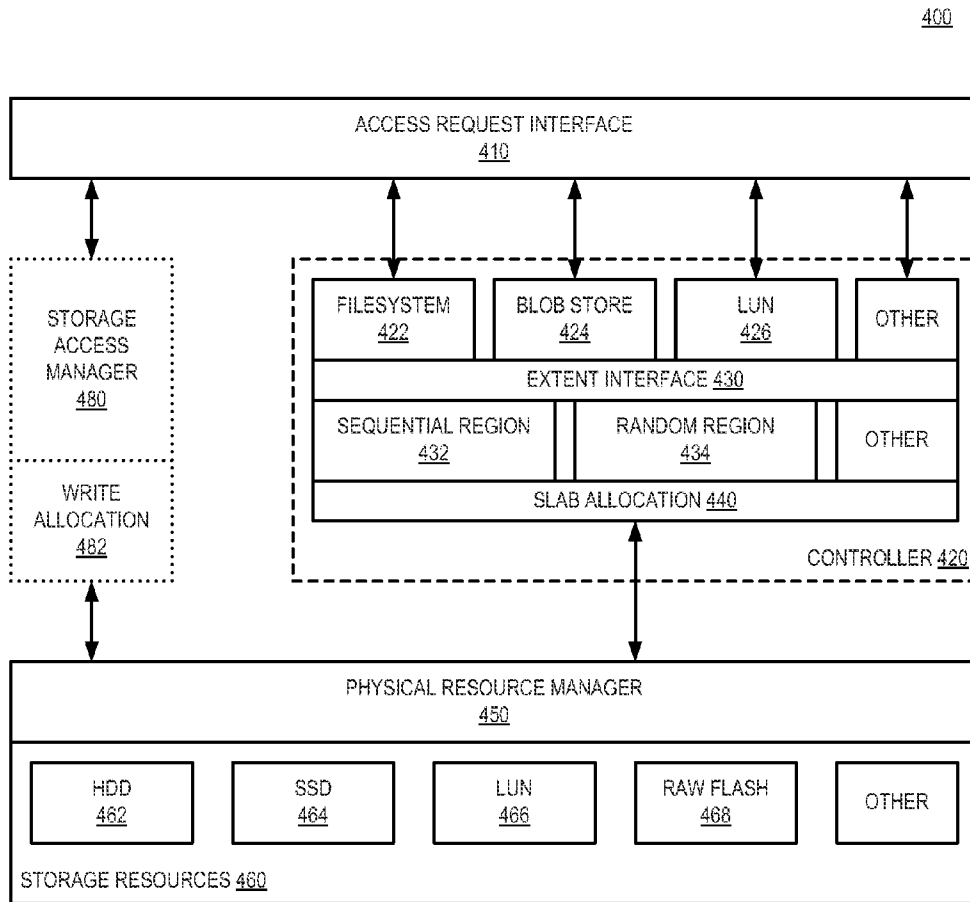 400
ACCESS REQUEST INTERFACE
410
STORAGE
ACCESS
MANAGER
480
WRITE
ALLOCATION
482
FILESYSTEM
422
BLOB STORE
424
LUN
426
OTHER
EXTENT INTERFACE 430
SEQUENTIAL REGION
432
RANDOM REGION
434
OTHER
SLAB ALLOCATION 440
CONTROLLER 420
PHYSICAL RESOURCE MANAGER
450
HDD
462
SSD
464
LUN
466
RAW FLASH
468
OTHER
STORAGE RESOURCES 460